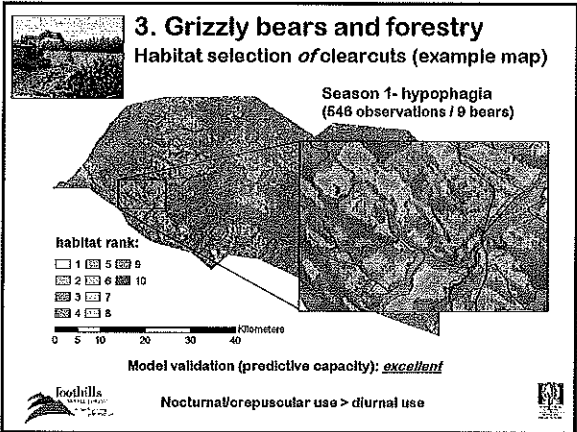 3. Grizzly bears and forestry
Habitat selection of clearcuts (example map)
Season 1- hypophagia
(546 observations / 9 bears)
habitat rank:
1 5 9
2 6 10
3 7
4 8
Kilometers
0 5 10 20 30 40
Model validation (predictive capacity): excellent
foothills
Nocturnal/crepuscular use > diurnal use